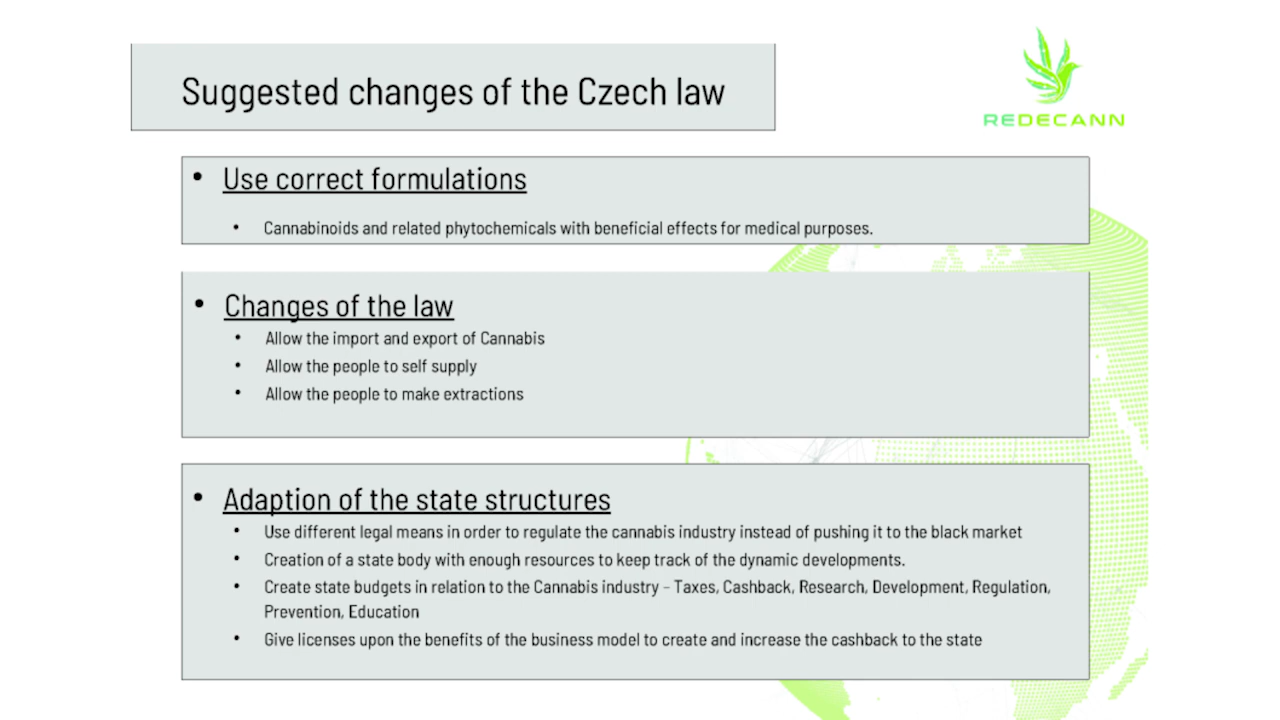 Suggested changes of the Czech law
REDECANN
• Use correct formulations
• Cannabinoids and related phytochemicals with beneficial effects for medical purposes.
• Changes of the law
• Allow the import and export of Cannabis
• Allow the people to self supply
• Allow the people to make extractions
• Adaption of the state structures
• Use different legal means in order to regulate the cannabis industry instead of pushing it to the black market
• Creation of a state body with enough resources to keep track of the dynamic developments.
• Create state budgets in relation to the Cannabis industry – Taxes, Cashback, Research, Development, Regulation,
Prevention, Education
• Give licenses upon the benefits of the business model to create and increase the cashback to the state